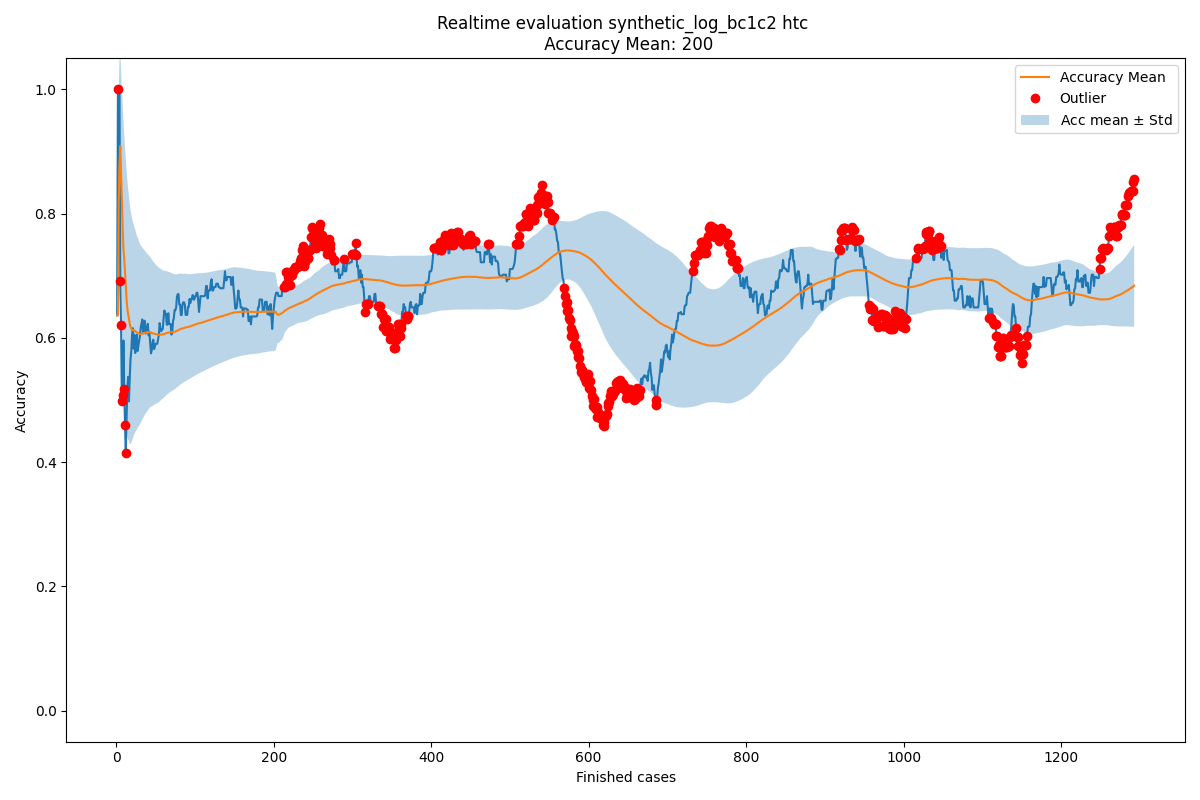 Realtime evaluation synthetic_log_bc1c2 htc
Accuracy Mean: 200
Accuracy Mean
Outlier
Acc mean ± Std
Accuracy
1.0
0.8
0.6
0.4
0.2
0.0
0
200
400
600
800
1000
1200
Finished cases